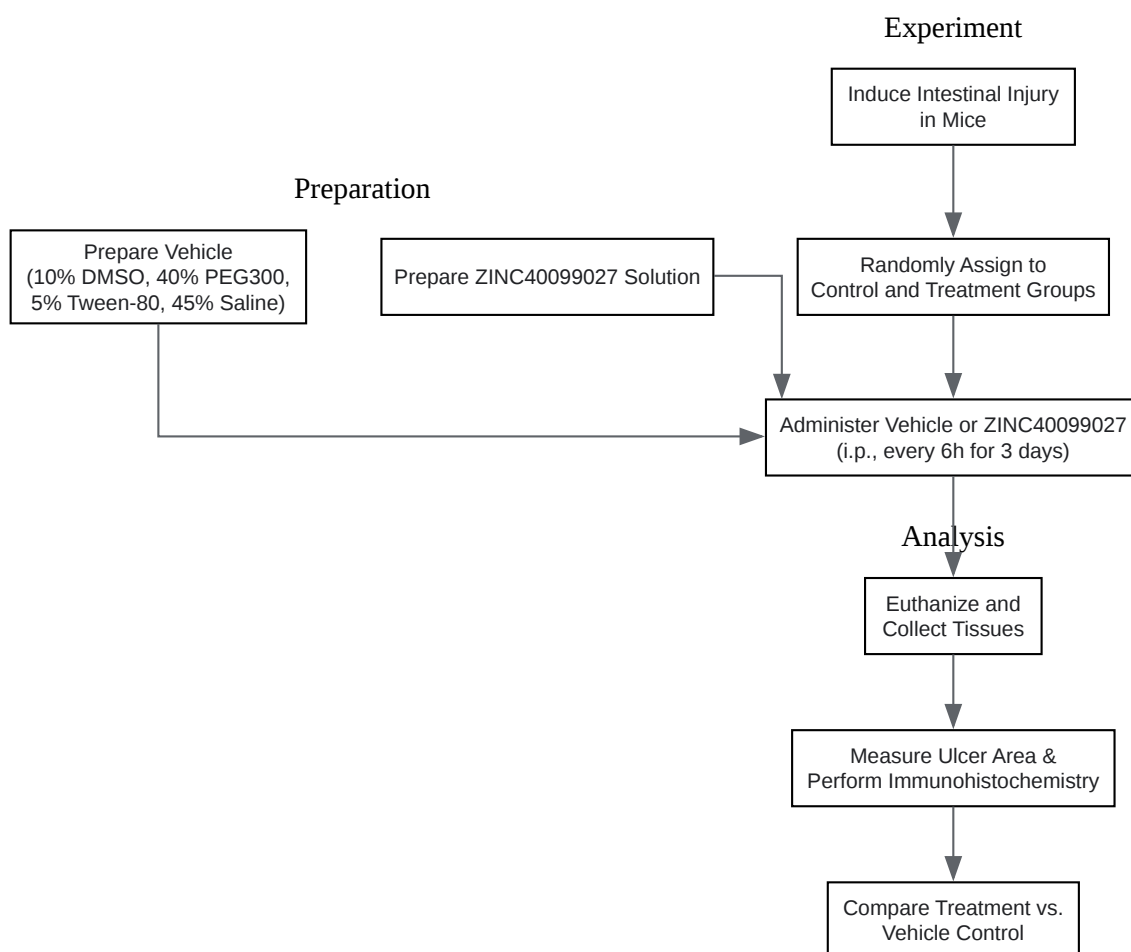 Experiment
Induce Intestinal Injury
in Mice
Preparation
Prepare Vehicle
(10% DMSO, 40% PEG300,
5% Tween-80, 45% Saline)
Prepare ZINC40099027 Solution
Randomly Assign to
Control and Treatment Groups
Administer Vehicle or ZINC40099027
(i.p., every 6h for 3 days)
Analysis
Euthanize and
Collect Tissues
Measure Ulcer Area &
Perform Immunohistochemistry
Compare Treatment vs.
Vehicle Control